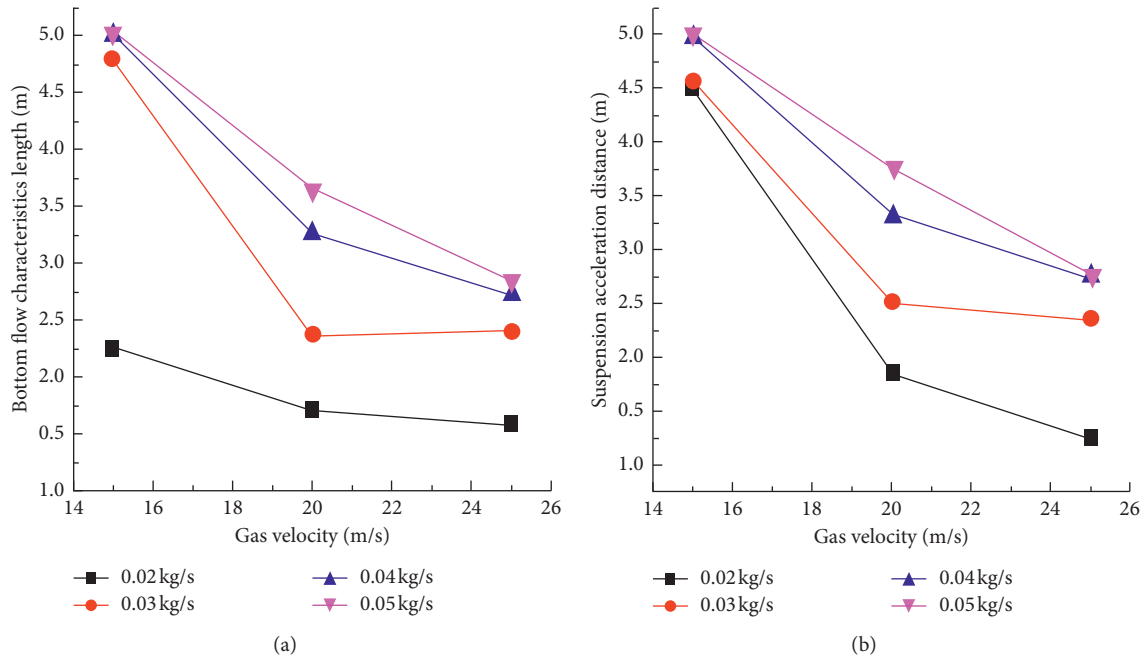 Bottom flow characteristics length (m)
5.0
4.5
4.0
3.5
3.0
2.5
2.0
0.5
1.0
14 16 18 20 22 24 26
Gas velocity (m/s)
0.02 kg/s
0.03 kg/s
0.04 kg/s
0.05 kg/s
(a)
Suspension acceleration distance (m)
5.0
4.5
4.0
3.5
3.0
2.5
2.0
0.5
1.0
14 16 18 20 22 24 26
Gas velocity (m/s)
0.02 kg/s
0.03 kg/s
0.04 kg/s
0.05 kg/s
(b)